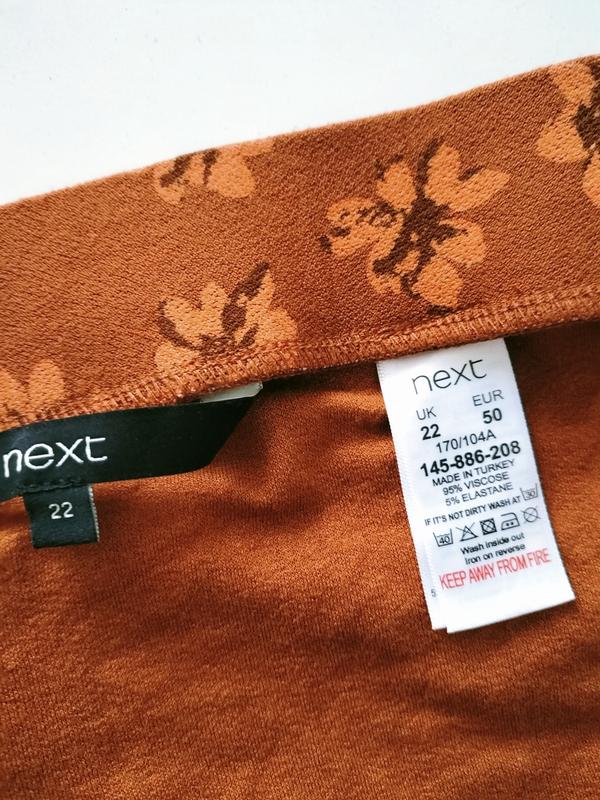 next
22
next
UK EUR
22 50
170/104A
145-886-208
MADE IN TURKEY
95% VISCOSE
5% ELASTANE
IF IT'S NOT DIRTY WASH AT 30
40
Wash inside out
Iron on reverse
KEEP AWAY FROM FIRE
5